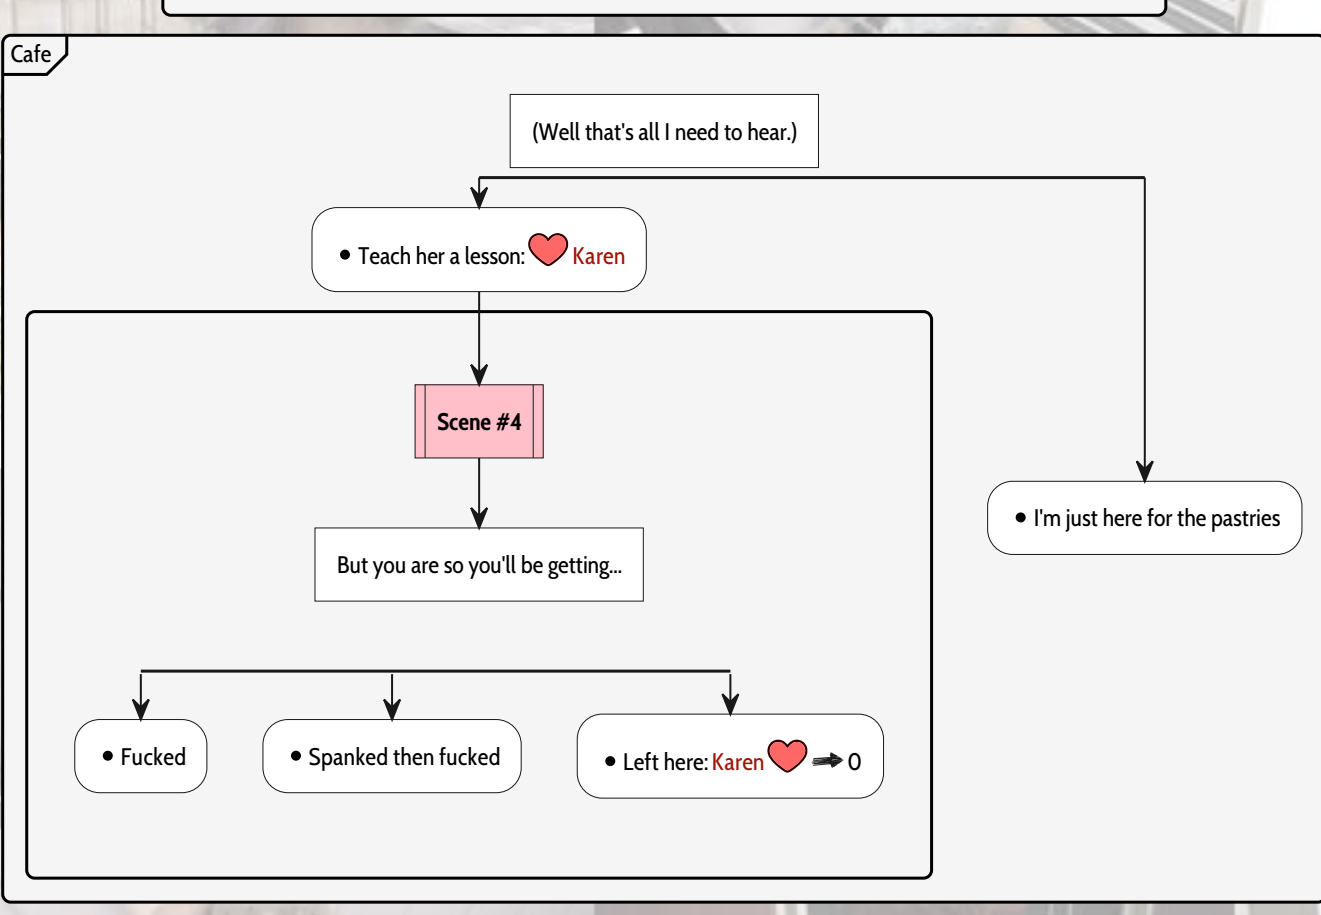 Cafe
(Well that's all I need to hear.)
• Teach her a lesson: Karen
Scene #4
• I'm just here for the pastries
But you are so you'll be getting...
• Fucked
• Spanked then fucked
• Left here: Karen ➡ 0